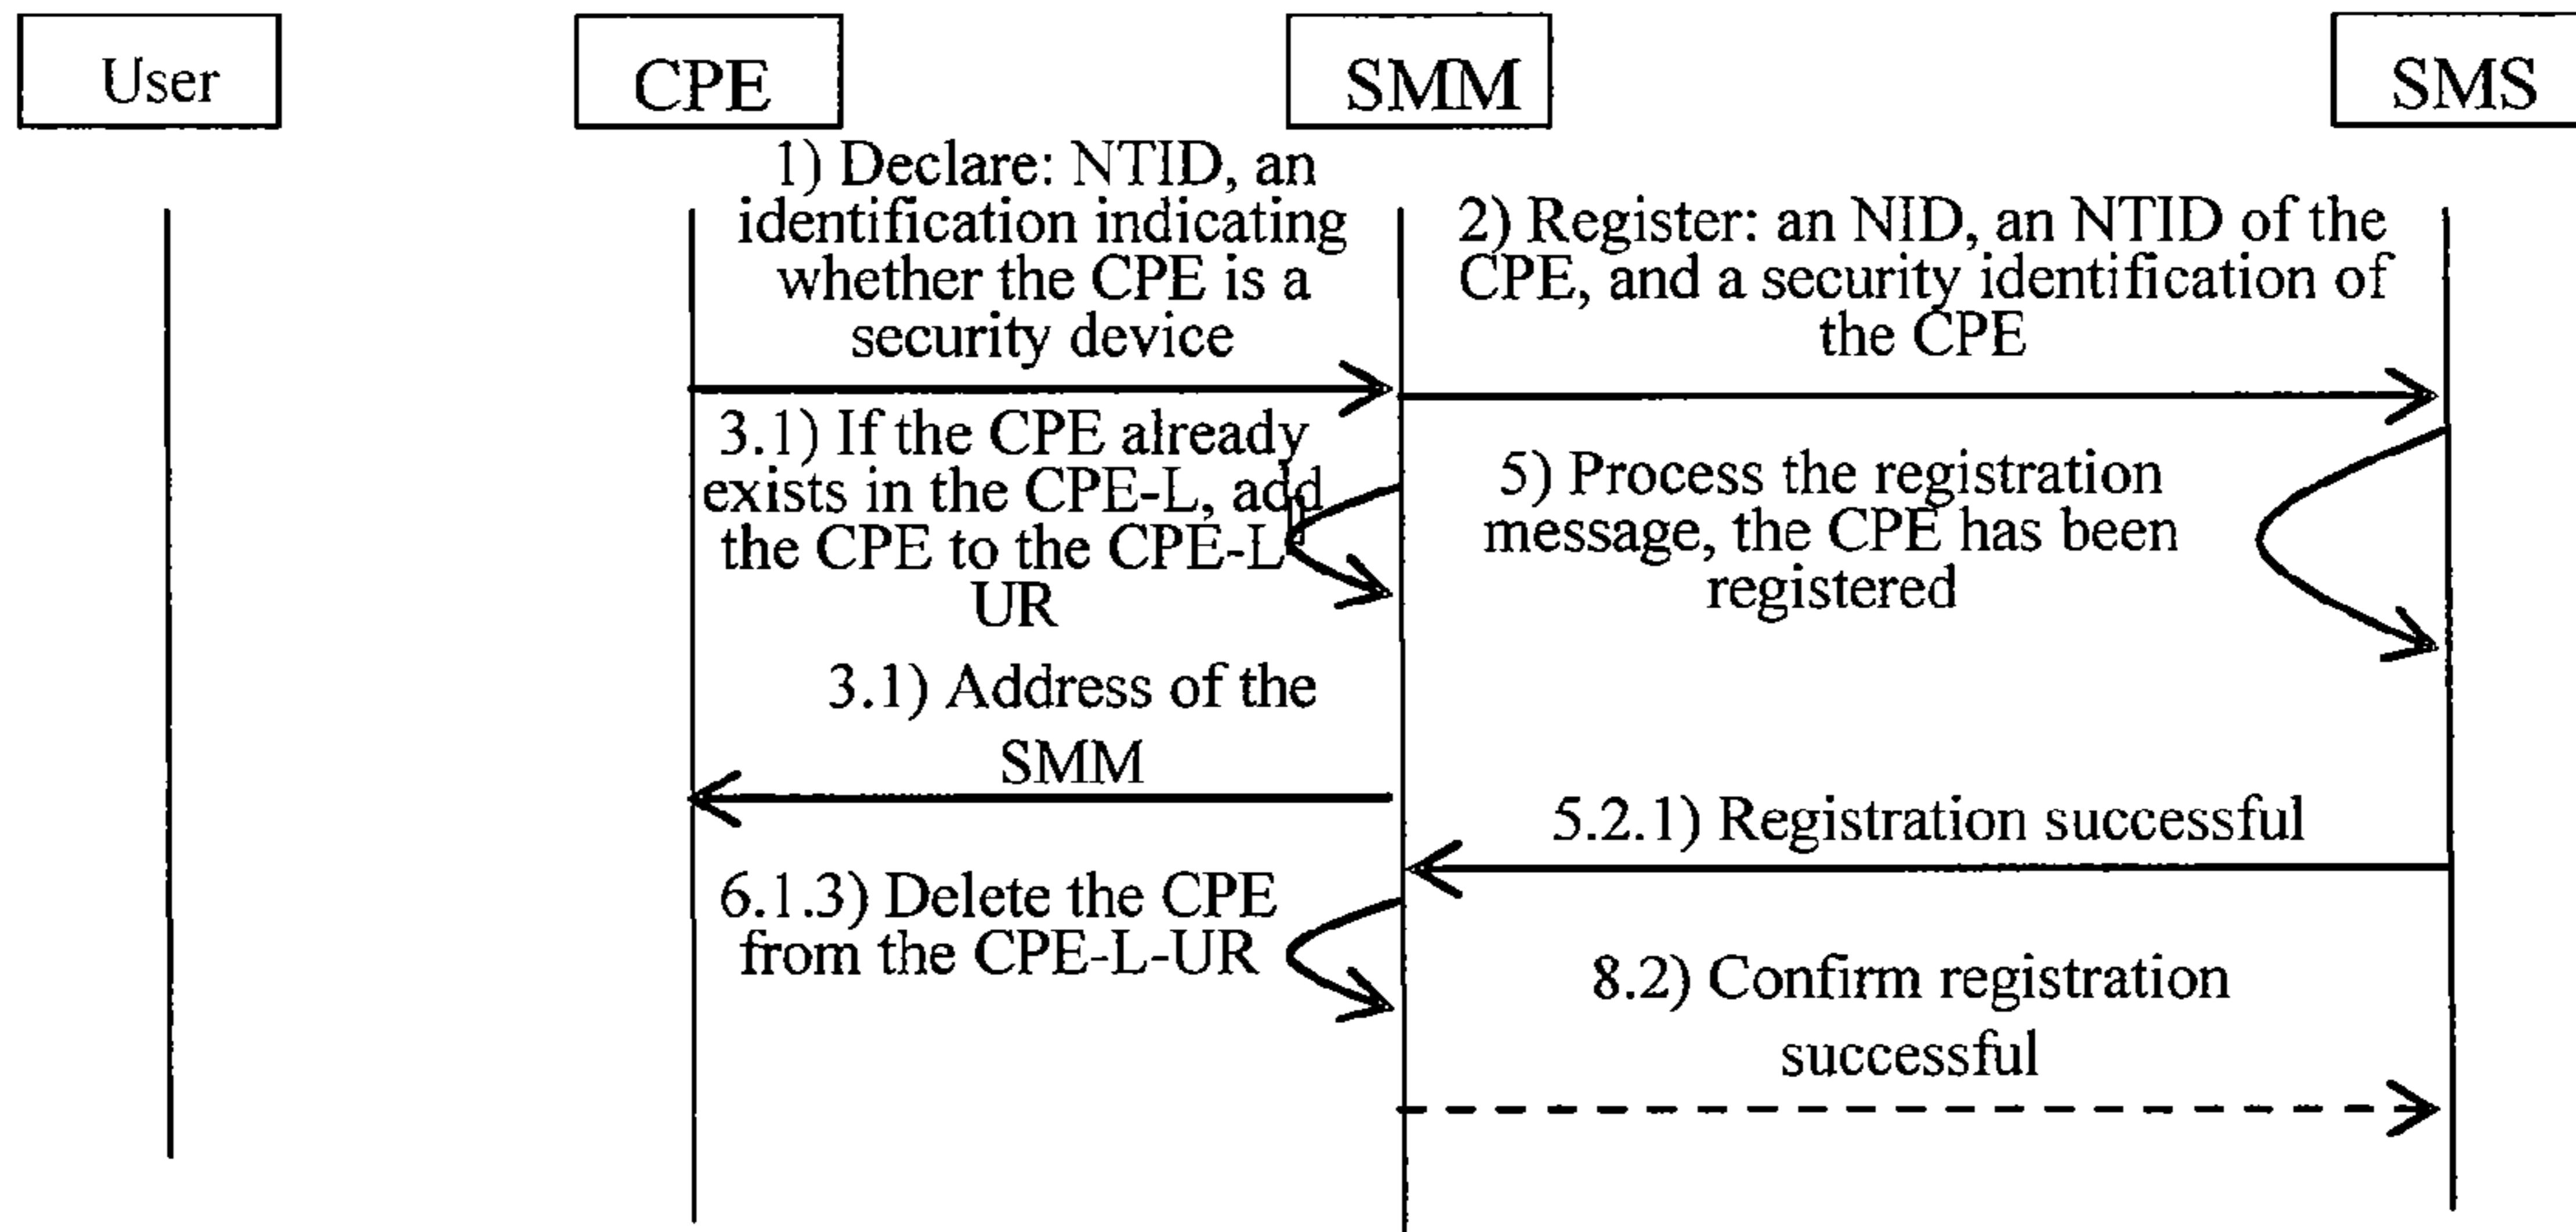 User
CPE
SMM
SMS
1) Declare: NTID, an
identification indicating
whether the CPE is a
security device
2) Register: an NID, an NTID of the
CPE, and a security identification of
the CPE
3.1) If the CPE already
exists in the CPE-L, add
the CPE to the CPE-L
UR
5) Process the registration
message, the CPE has been
registered
3.1) Address of the
SMM
5.2.1) Registration successful
6.1.3) Delete the CPE
from the CPE-L-UR
8.2) Confirm registration
successful